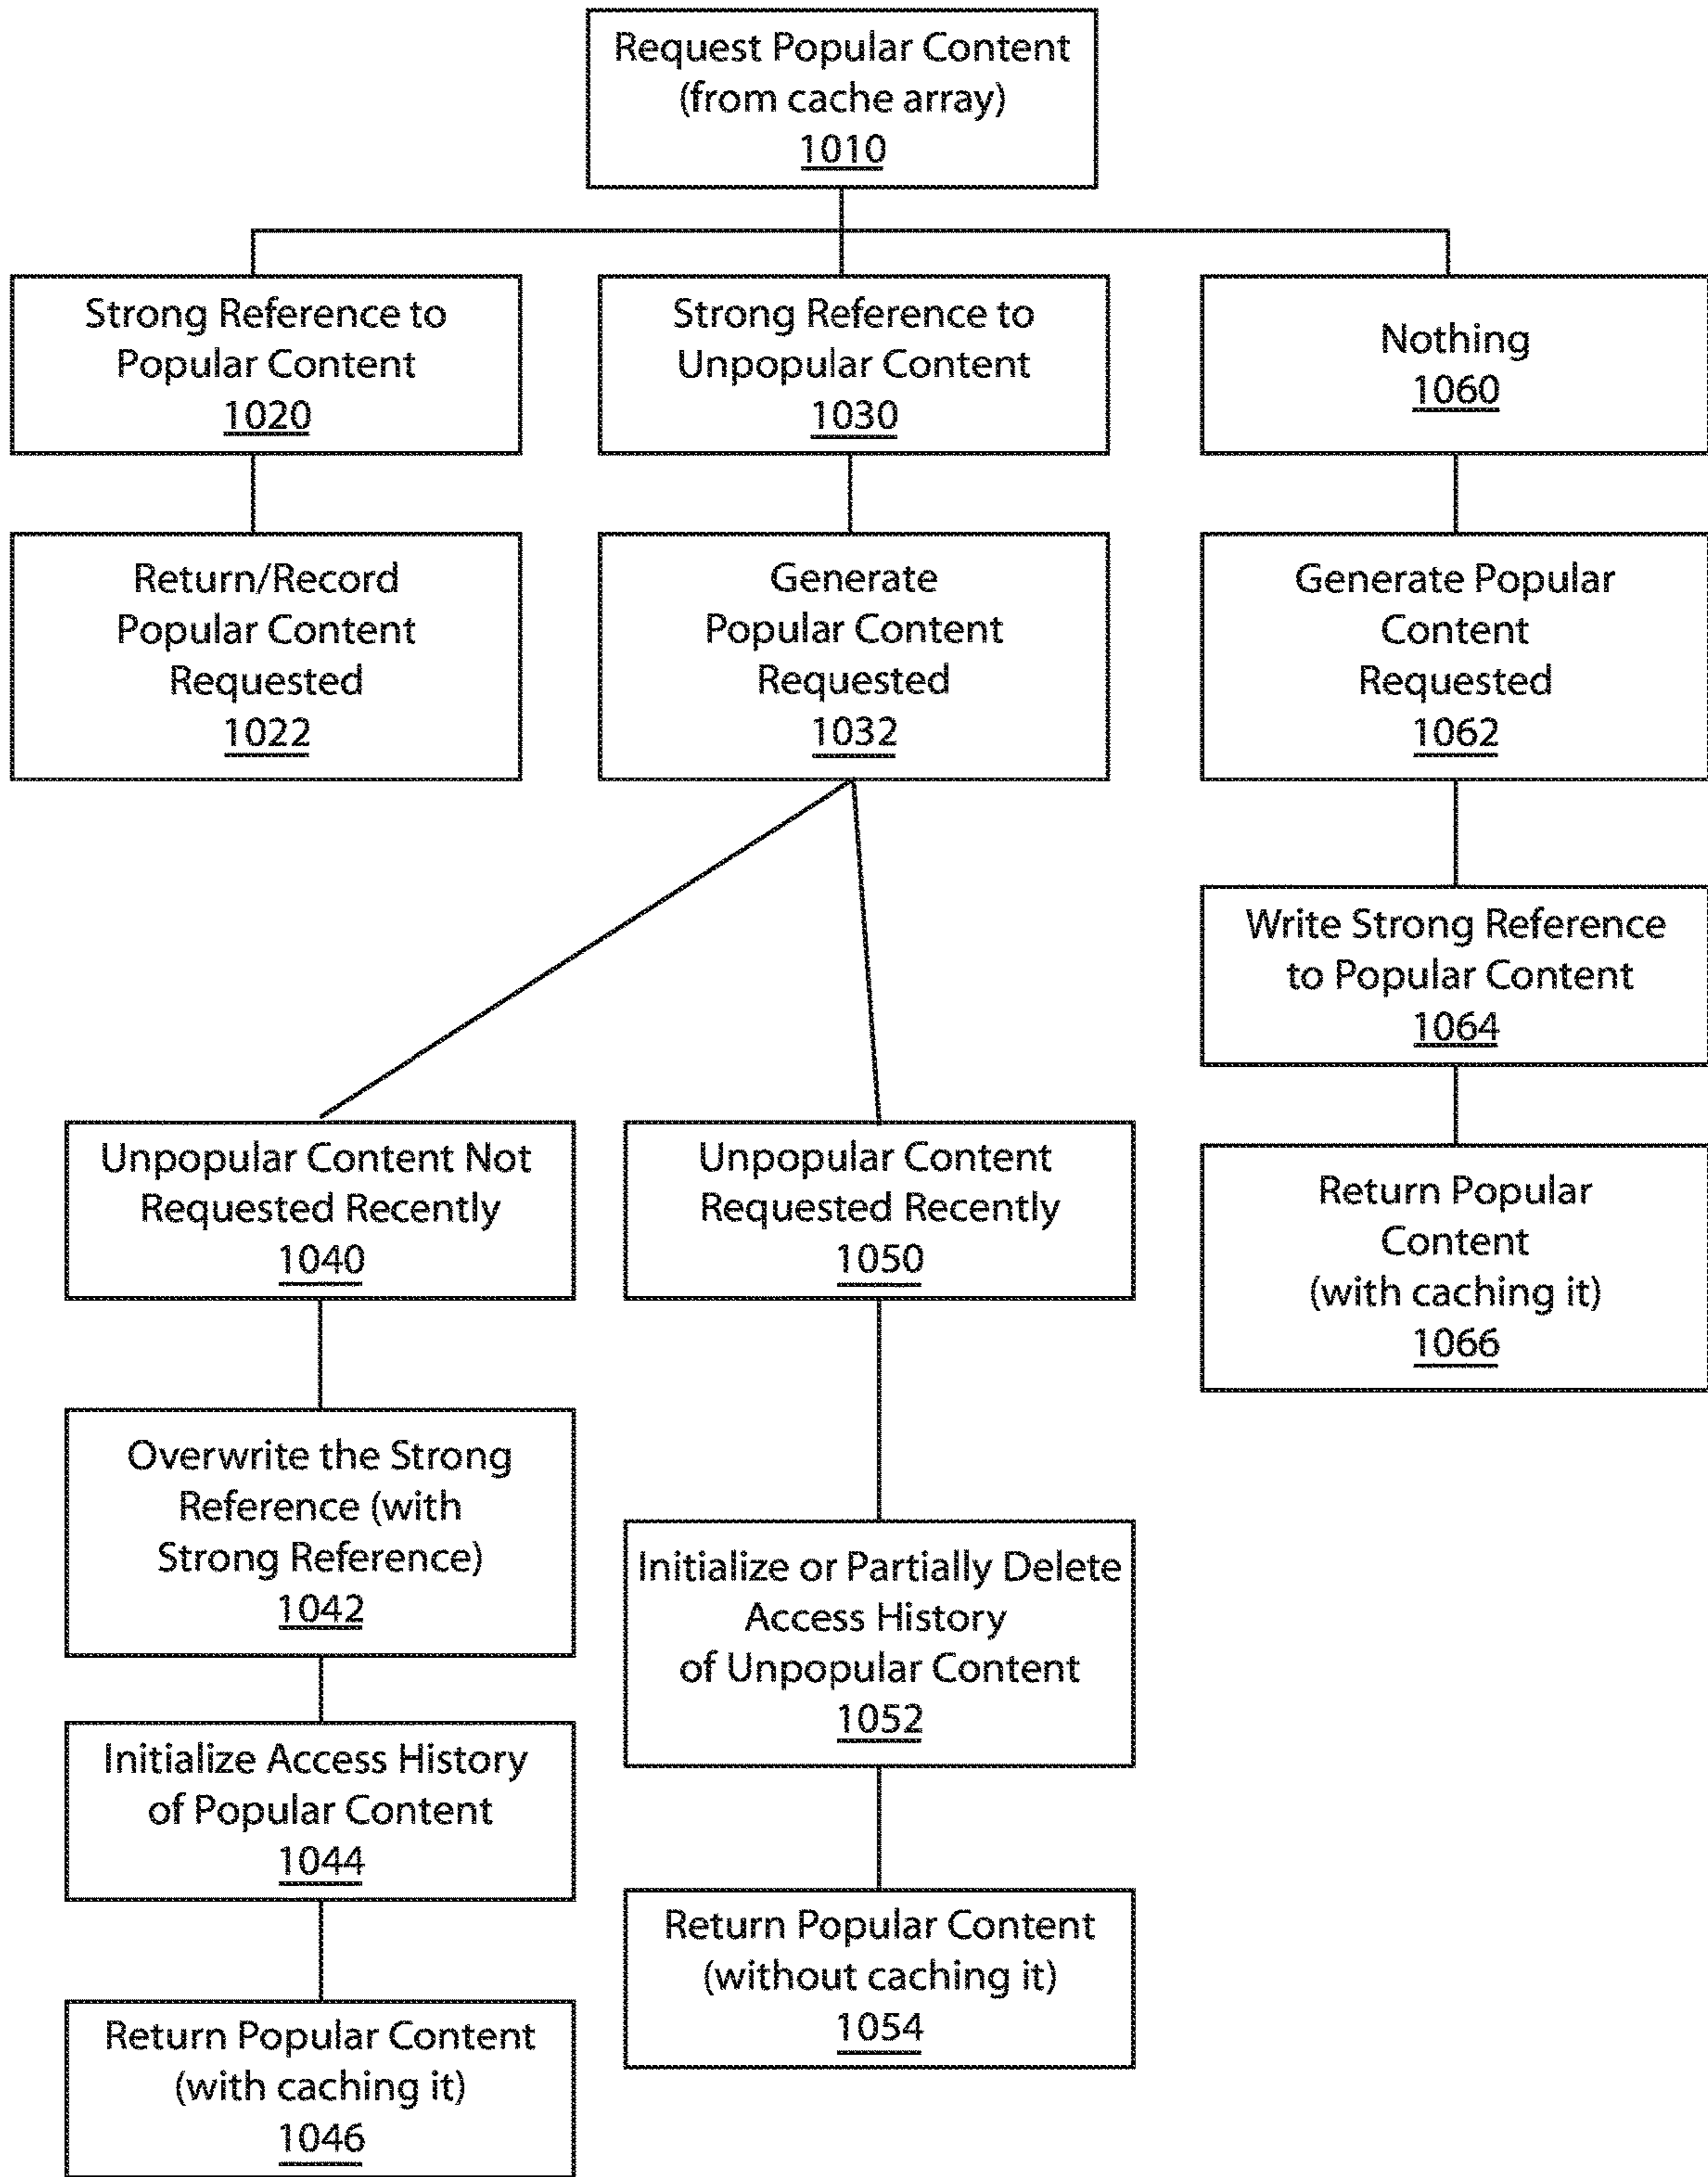 Request Popular Content
(from cache array)
1010
Strong Reference to
Popular Content
1020
Strong Reference to
Unpopular Content
1030
Nothing
1060
Return/Record
Popular Content
Requested
1022
Generate
Popular Content
Requested
1032
Generate Popular
Content
Requested
1062
Write Strong Reference
to Popular Content
1064
Unpopular Content Not
Requested Recently
1040
Unpopular Content
Requested Recently
1050
Return Popular
Content
(with caching it)
1066
Overwrite the Strong
Reference (with
Strong Reference)
1042
Initialize or Partially Delete
Access History
of Unpopular Content
1052
Initialize Access History
of Popular Content
1044
Return Popular Content
(without caching it)
1054
Return Popular Content
(with caching it)
1046